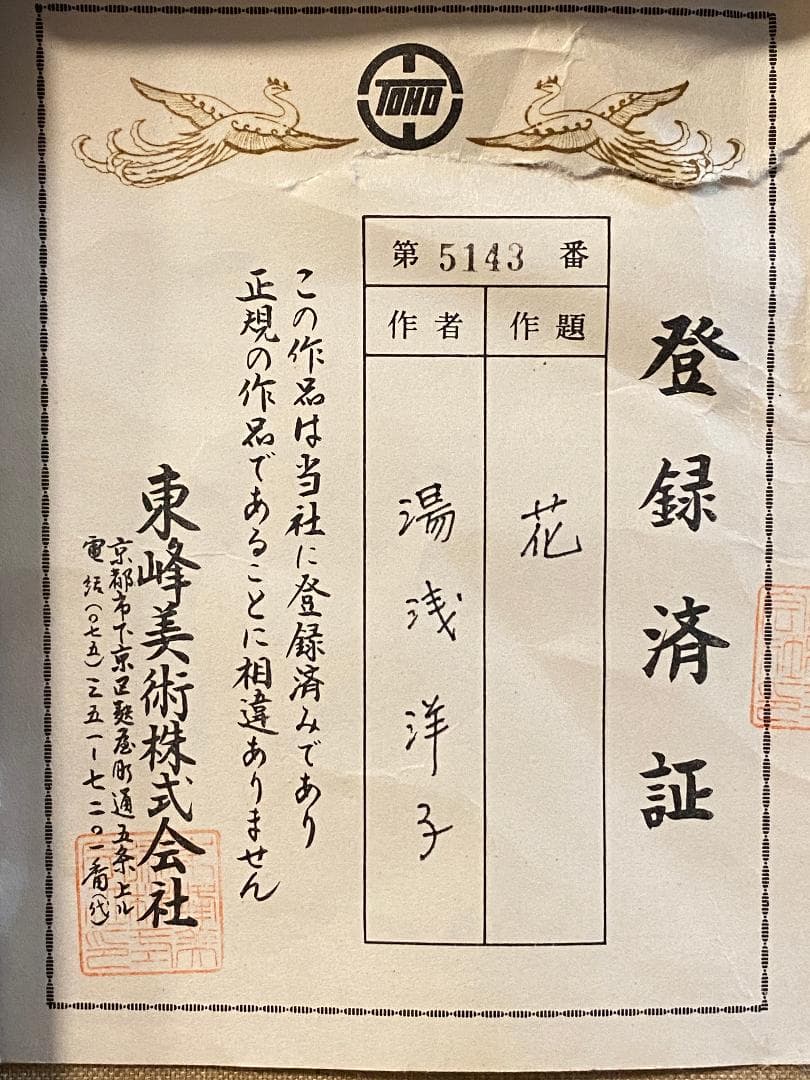 TOHO
登録済証
第 5143 番
作題
花
作者
湯浅洋子
この作品は当社に登録済みであり
正規の作品であることに相違ありません
東峰美術株式会社
京都市下京区麩屋町通五条上ル
電話(〇七五)三五一ー七二〇一番(代)